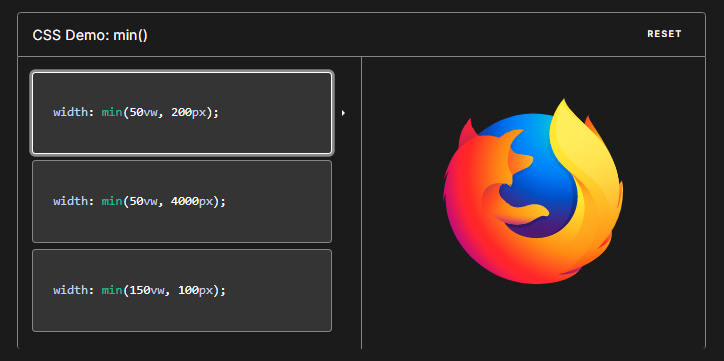 CSS Demo: min()
RESET
width: min(50vw, 200px);
width: min(50vw, 4000px);
width: min(150vw, 100px);